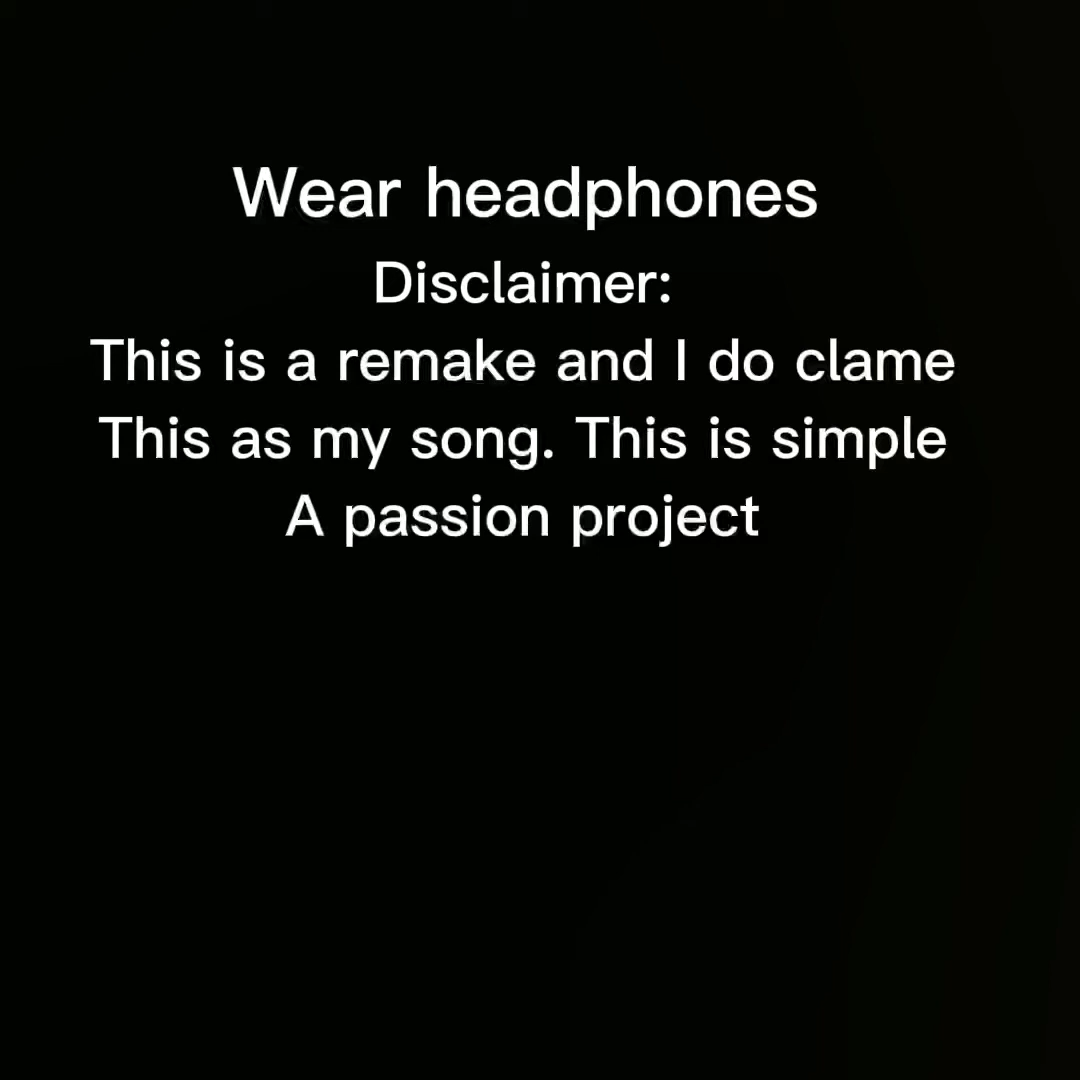 Wear headphones
Disclaimer:
This is a remake and I do clame
This as my song. This is simple
A passion project